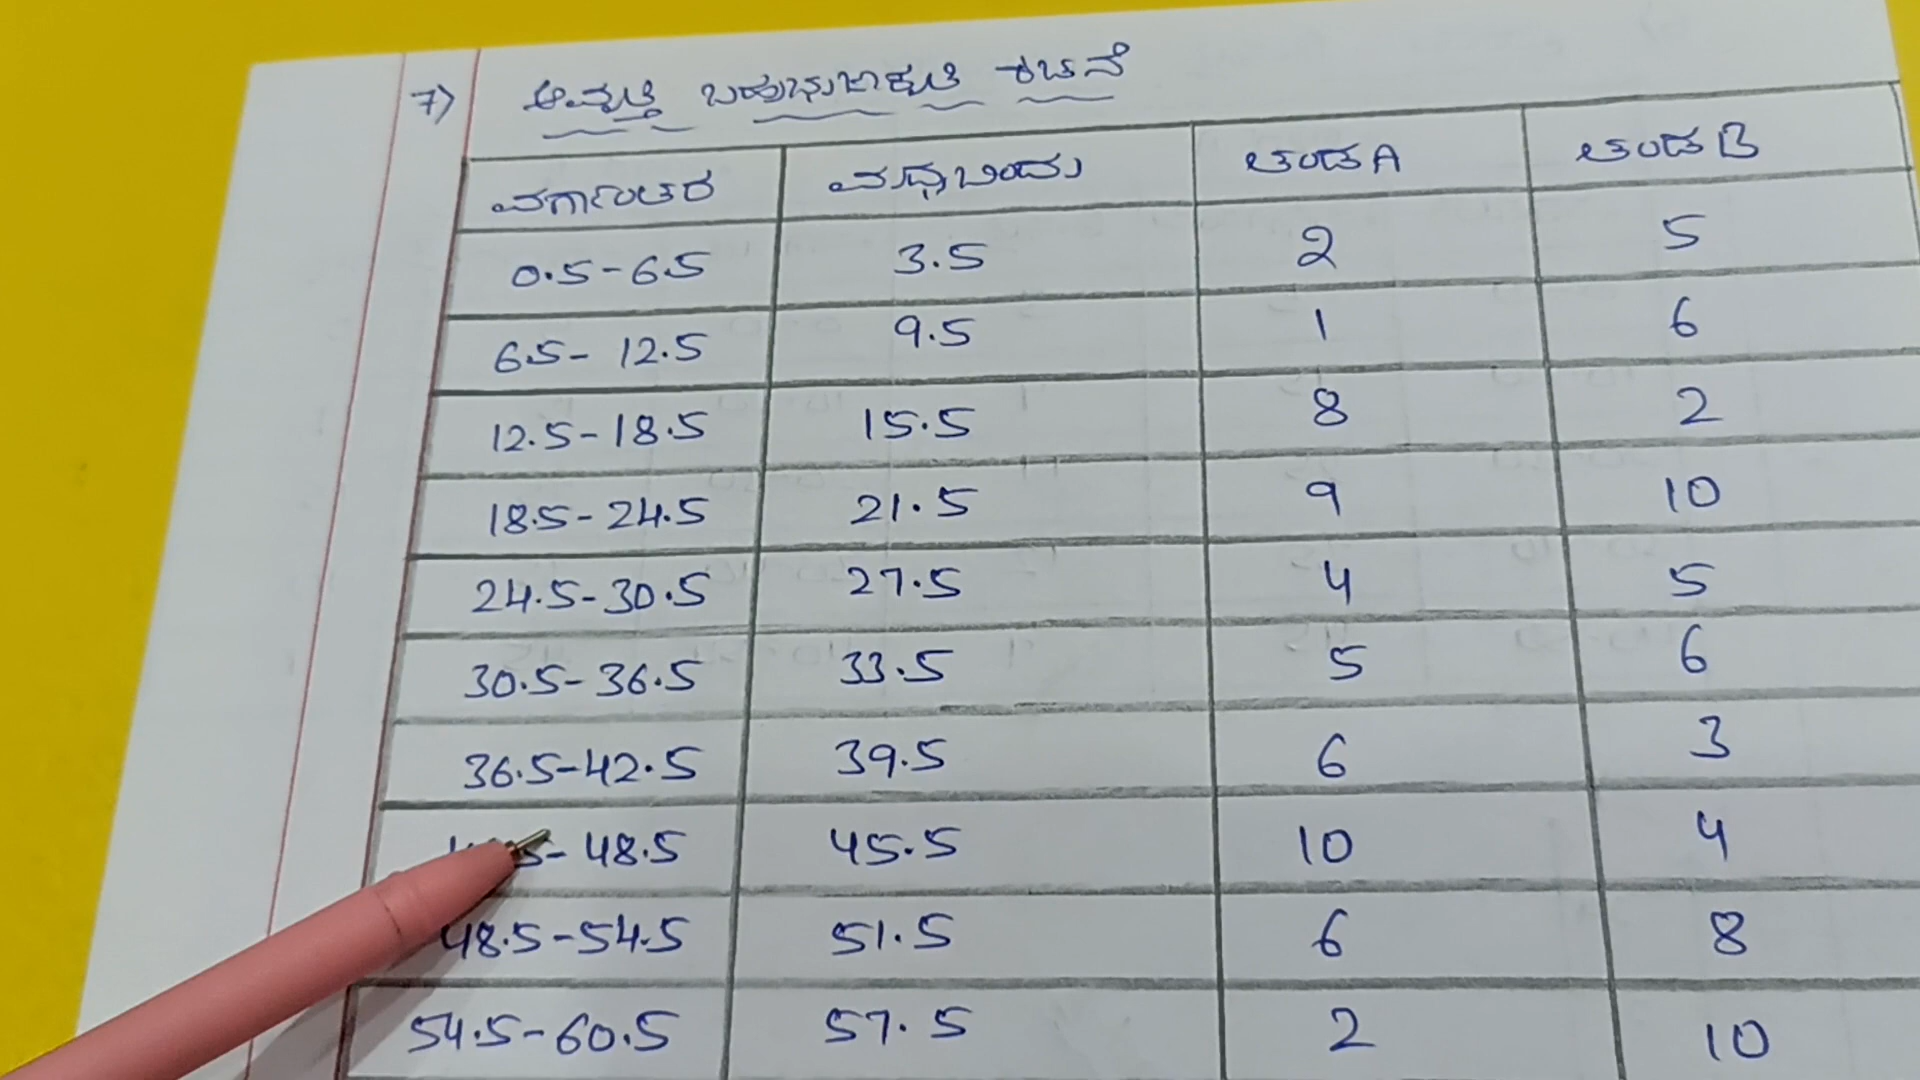 7) ಆವೃತ್ತಿ ಬಹುಭುಜಾಕೃತಿ ರಚನೆ
ವರ್ಗಾಂತರ ಮಧ್ಯಬಿಂದು ತಂಡ A ತಂಡ B
0.5-6.5 3.5 2 5
6.5-12.5 9.5 1 6
12.5-18.5 15.5 8 2
18.5-24.5 21.5 9 10
24.5-30.5 27.5 4 5
30.5-36.5 33.5 5 6
36.5-42.5 39.5 6 3
- 48.5 45.5 10 4
48.5-54.5 51.5 6 8
54.5-60.5 57.5 2 10